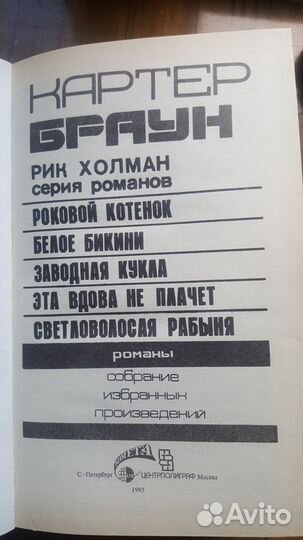 КАРТЕР
БРАУН
РИК ХОЛМАН
серия романов
РОКОВОЙ КОТЕНОК
БЕЛОЕ БИКИНИ
ЗАВОДНАЯ КУКЛА
ЭТА ВДОВА НЕ ПЛАЧЕТ
СВЕТЛОВОЛОСАЯ РАБЫНЯ
романы
собрание
избранных
произведений
С.-Петербург ЦЕНТРПОЛИГРАФ Москва
1993
Avito